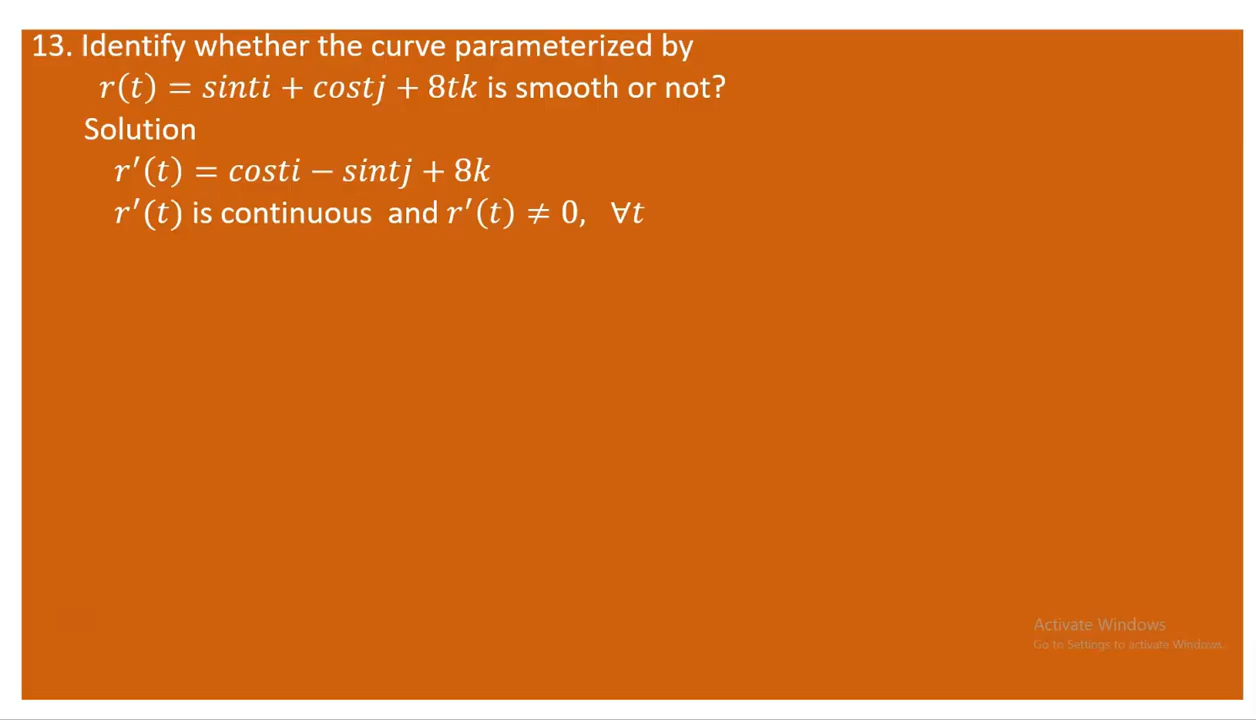 13. Identify whether the curve parameterized by
r(t) = sinti + costj + 8tk is smooth or not?
Solution
r′(t) = costi − sintj + 8k
r′(t) is continuous and r′(t) ≠ 0, ∀t
Activate Windows
Go to Settings to activate Windows.